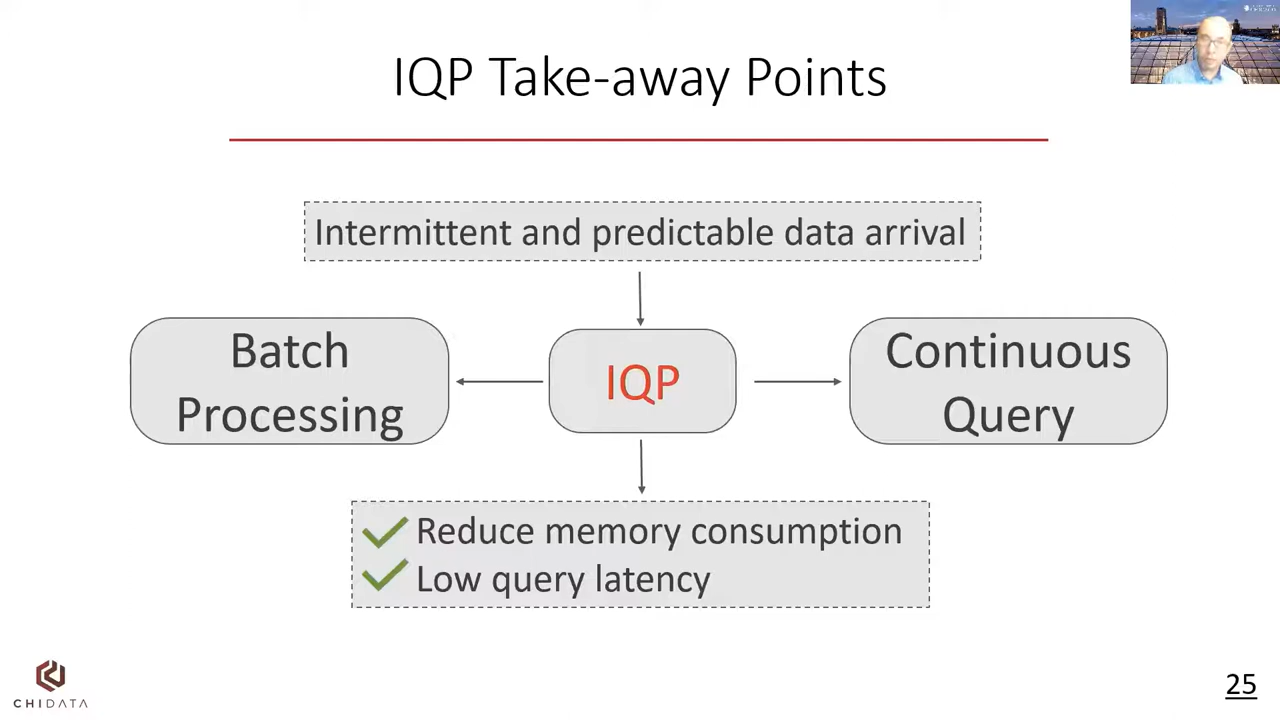 IQP Take-away Points
Intermittent and predictable data arrival
Batch
Processing
IQP
Continuous
Query
Reduce memory consumption
Low query latency
CHIDATA
25